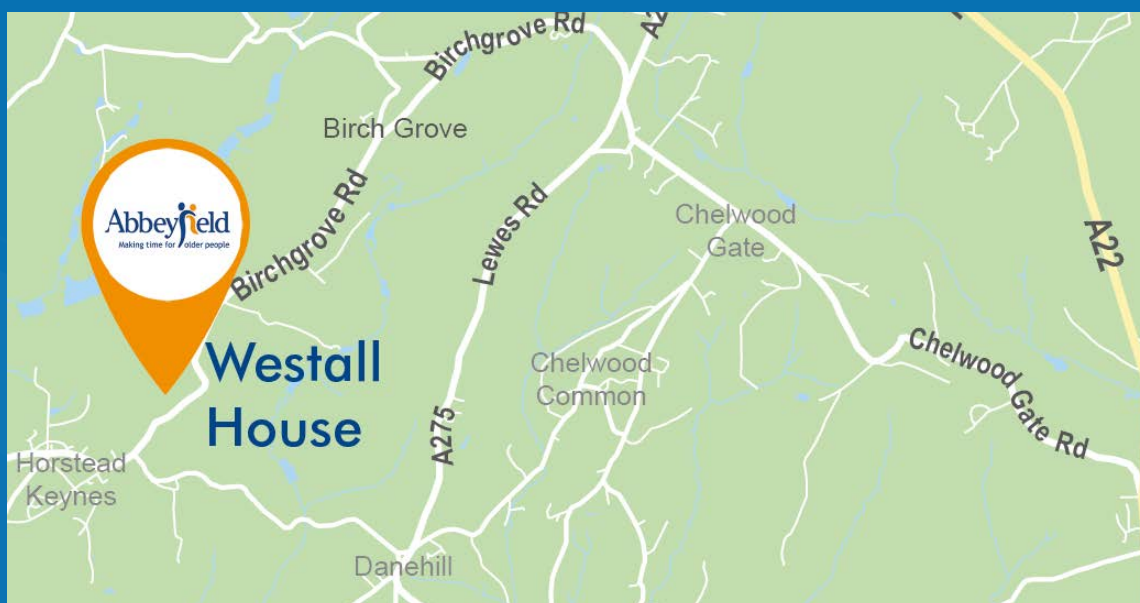 Birchgrove Rd
A2
Birch Grove
Abbeyfield
Making time for older people
Birchgrove Rd
Lewes Rd
Chelwood
Gate
A22
Westall
House
Chelwood
Common
Chelwood Gate Rd
A275
Horstead
Keynes
Danehill